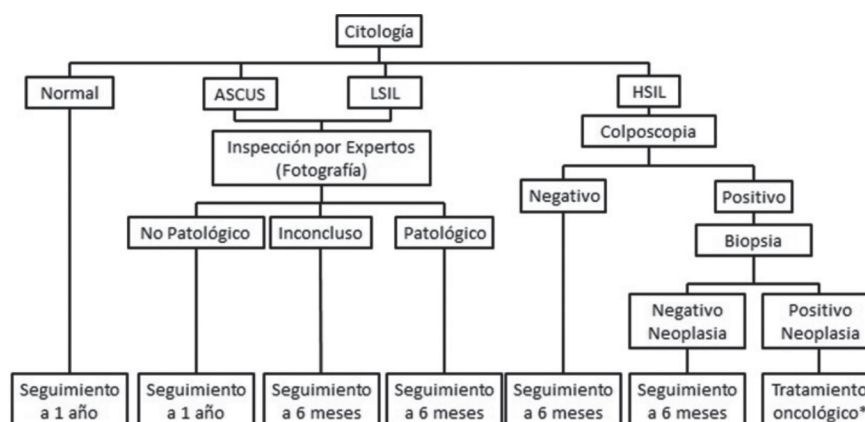 Citología
Normal
ASCUS
LSIL
HSIL
Colposcopia
Inspección por Expertos
(Fotografía)
Negativo
Positivo
No Patológico
Inconcluso
Patológico
Biopsia
Negativo
Neoplasia
Positivo
Neoplasia
Seguimiento
a 1 año
Seguimiento
a 1 año
Seguimiento
a 6 meses
Seguimiento
a 6 meses
Seguimiento
a 6 meses
Seguimiento
a 6 meses
Tratamiento
oncológico*